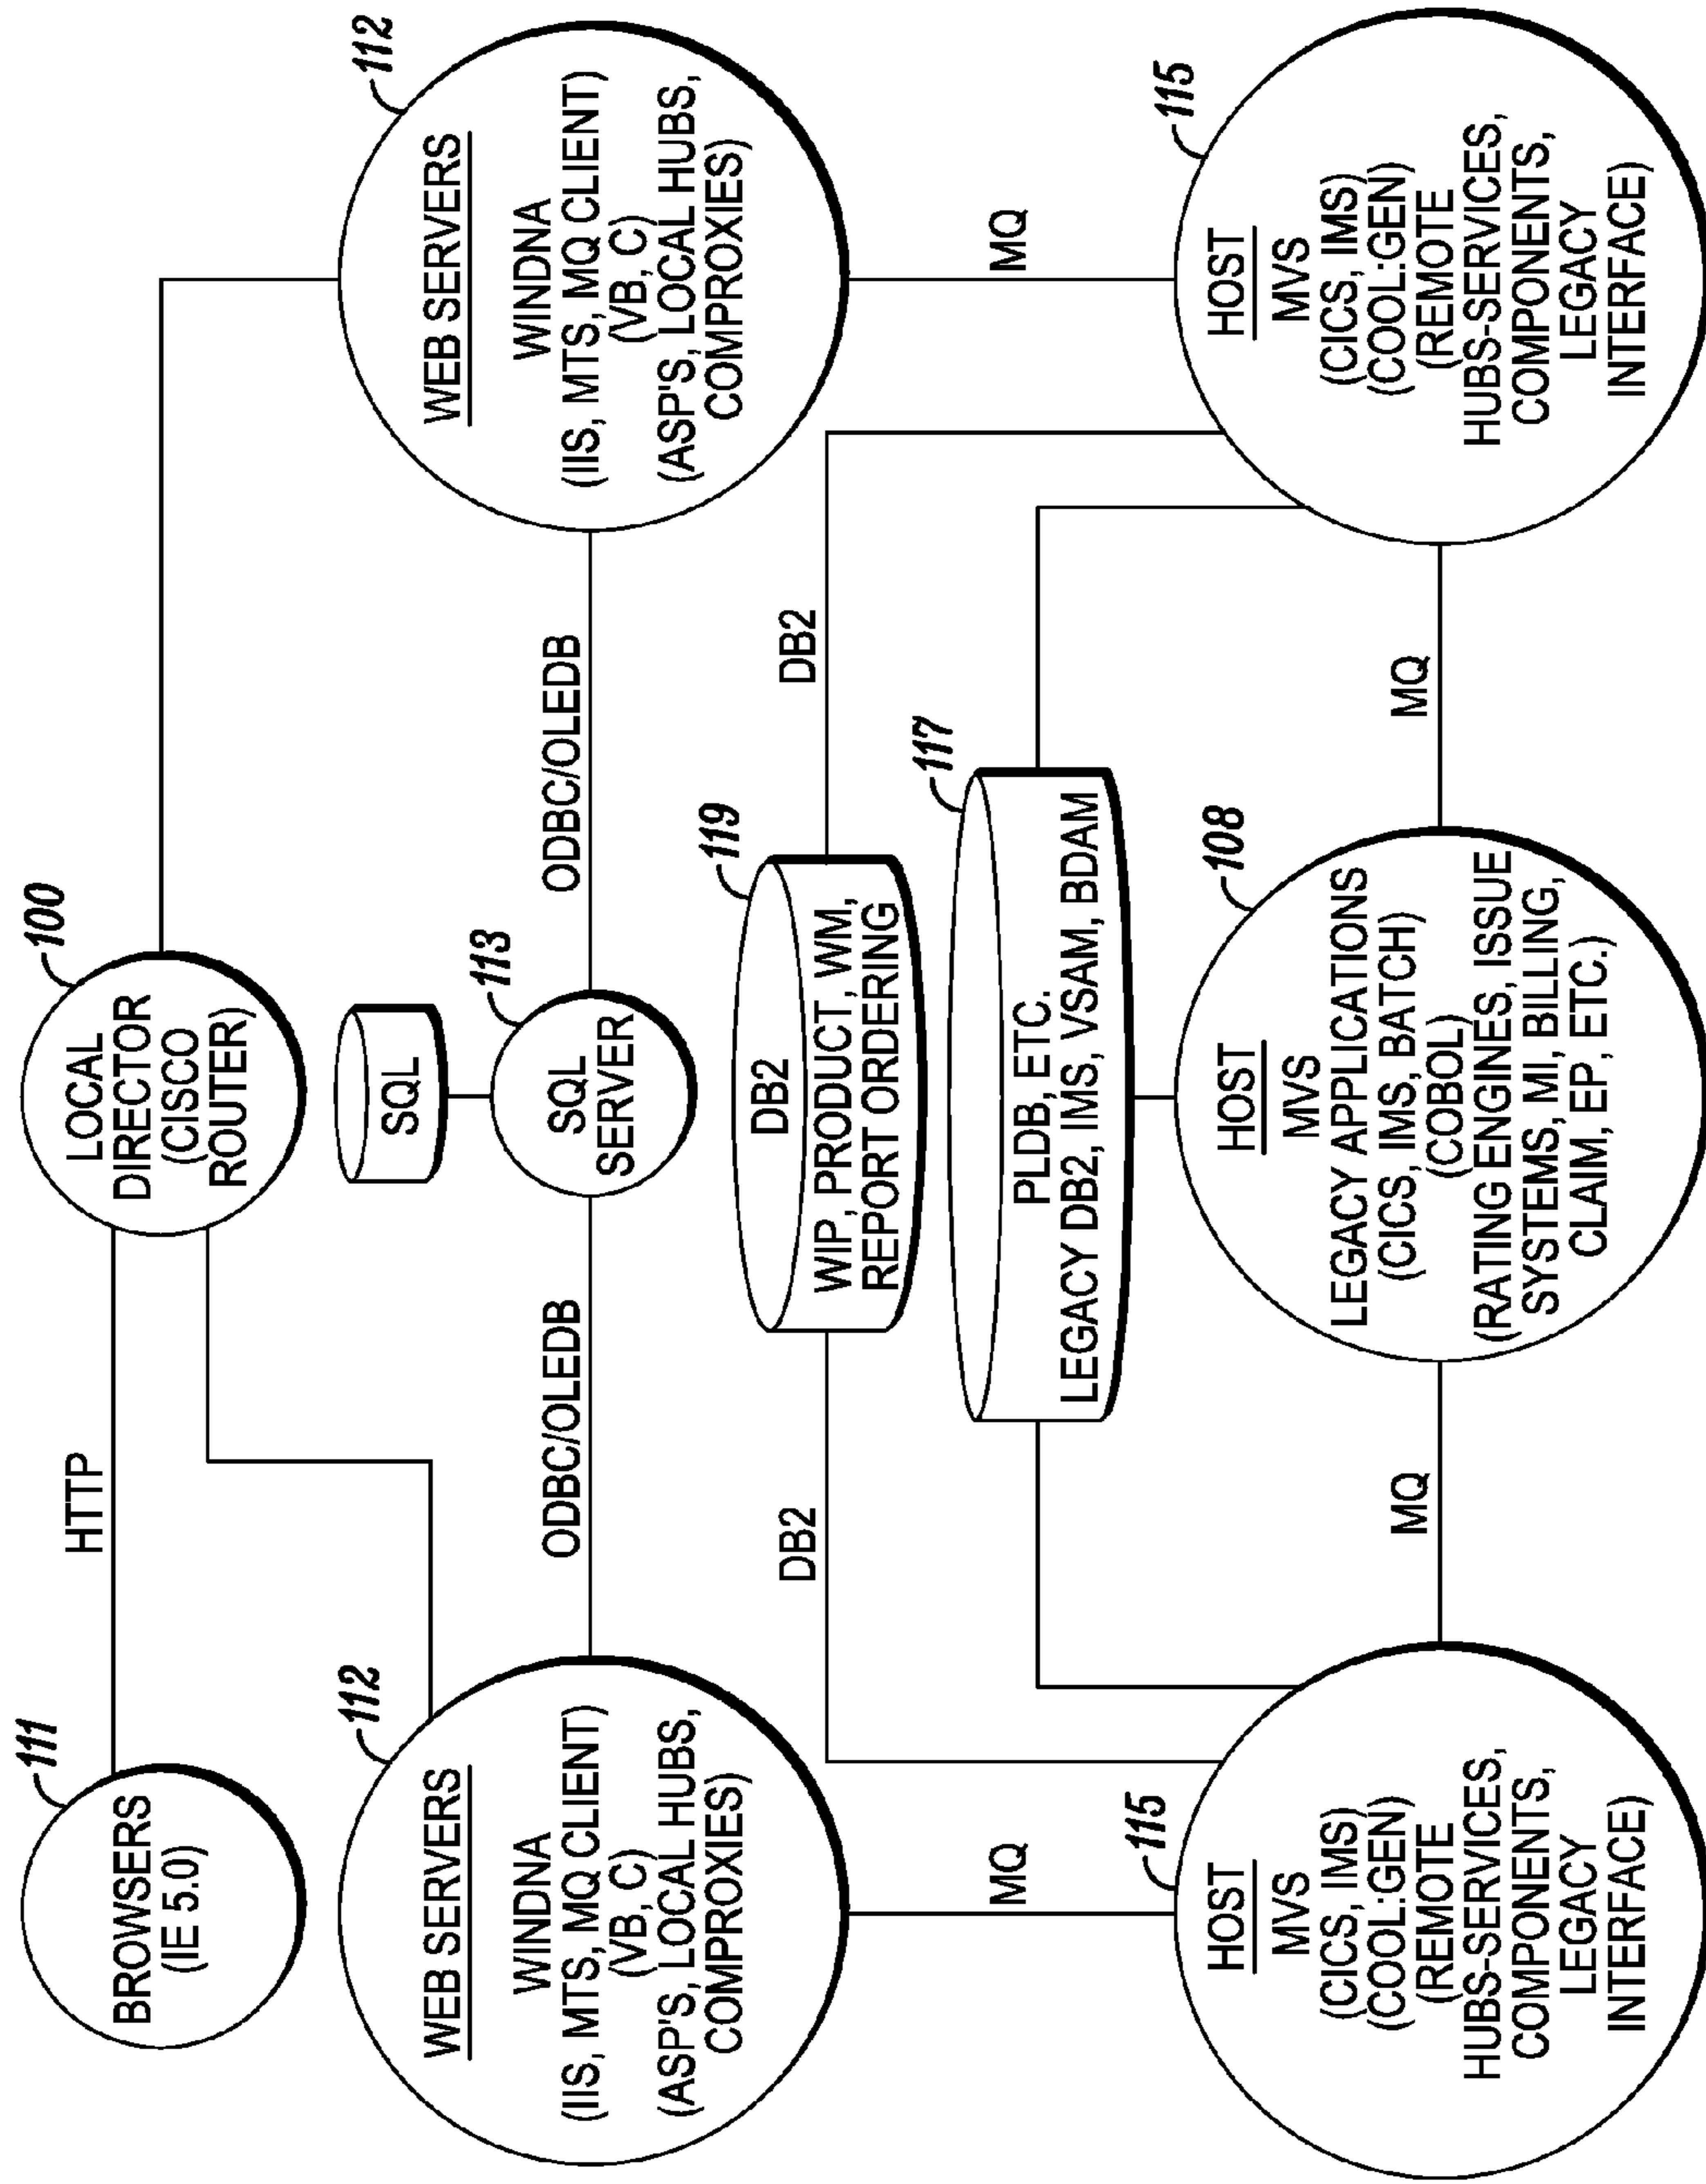 111
BROWSERS
(IE 5.0)
HTTP
100
LOCAL
DIRECTOR
(CISCO
ROUTER)
112
WEB SERVERS
WINDNA
(IIS, MTS, MQ CLIENT)
(VB, C)
(ASP'S, LOCAL HUBS,
COMPROXIES)
ODBC/OLEDB
SQL
113
SQL
SERVER
ODBC/OLEDB
112
WEB SERVERS
WINDNA
(IIS, MTS, MQ CLIENT)
(VB, C)
(ASP'S, LOCAL HUBS,
COMPROXIES)
DB2
119
DB2
WIP, PRODUCT, WM,
REPORT ORDERING
DB2
117
PLDB, ETC.
LEGACY DB2, IMS, VSAM, BDAM
MQ
MQ
115
HOST
MVS
(CICS, IMS)
(COOL:GEN)
(REMOTE
HUBS-SERVICES,
COMPONENTS,
LEGACY
INTERFACE)
MQ
108
HOST
MVS
LEGACY APPLICATIONS
(CICS, IMS, BATCH)
(COBOL)
(RATING ENGINES, ISSUE
SYSTEMS, MI, BILLING,
CLAIM, EP, ETC.)
MQ
115
HOST
MVS
(CICS, IMS)
(COOL:GEN)
(REMOTE
HUBS-SERVICES,
COMPONENTS,
LEGACY
INTERFACE)